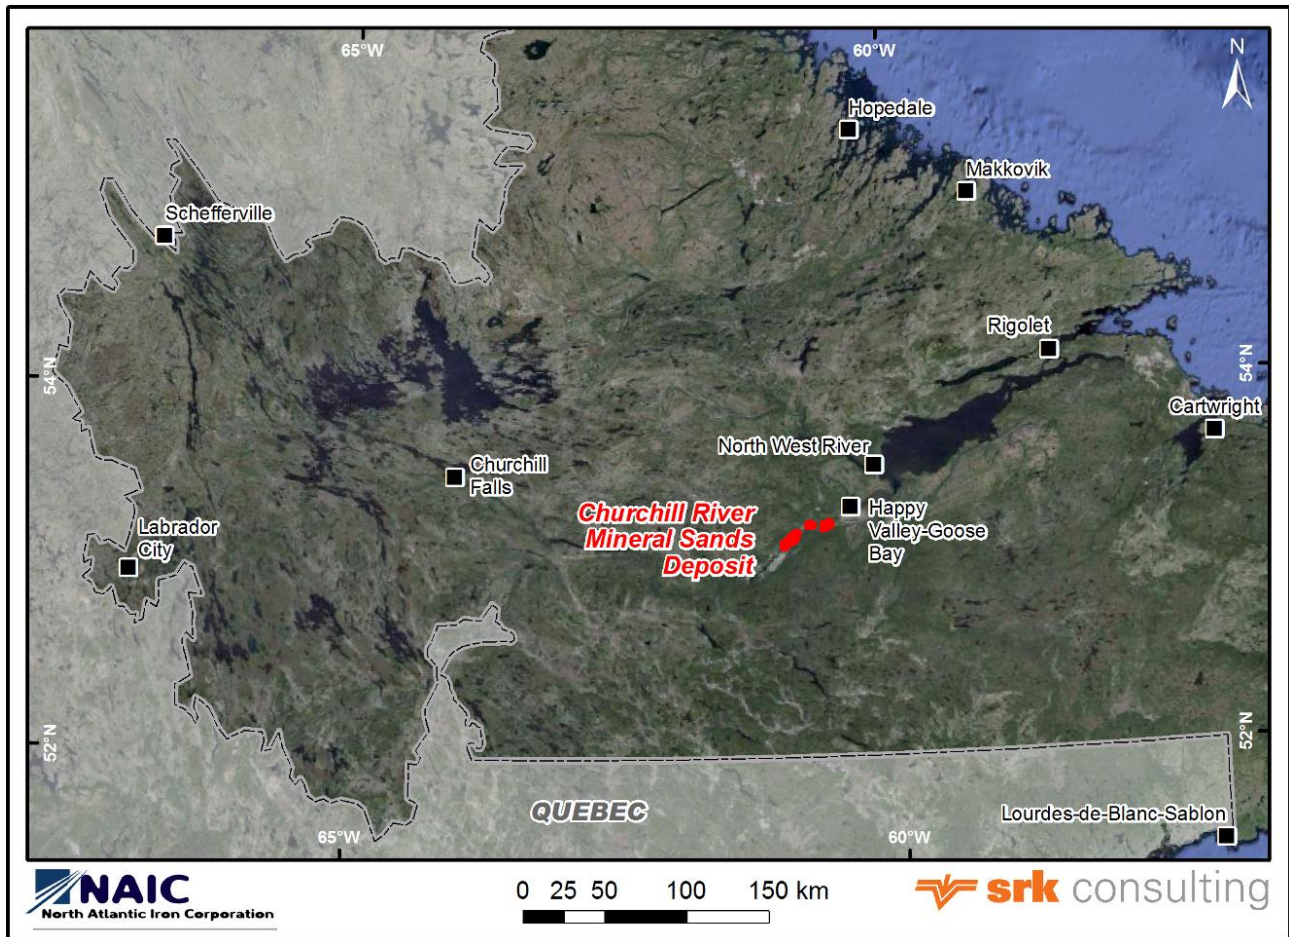 65°W
60°W
N
Hopedale
Makkovik
Schefferville
Rigolet
54°N
54°N
Cartwright
North West River
Churchill
Falls
Churchill River
Mineral Sands
Deposit
Happy
Valley-Goose
Bay
Labrador
City
52°N
52°N
QUEBEC
Lourdes-de-Blanc-Sablon
65°W
60°W
NAIC
North Atlantic Iron Corporation
0 25 50 100 150 km
srk consulting